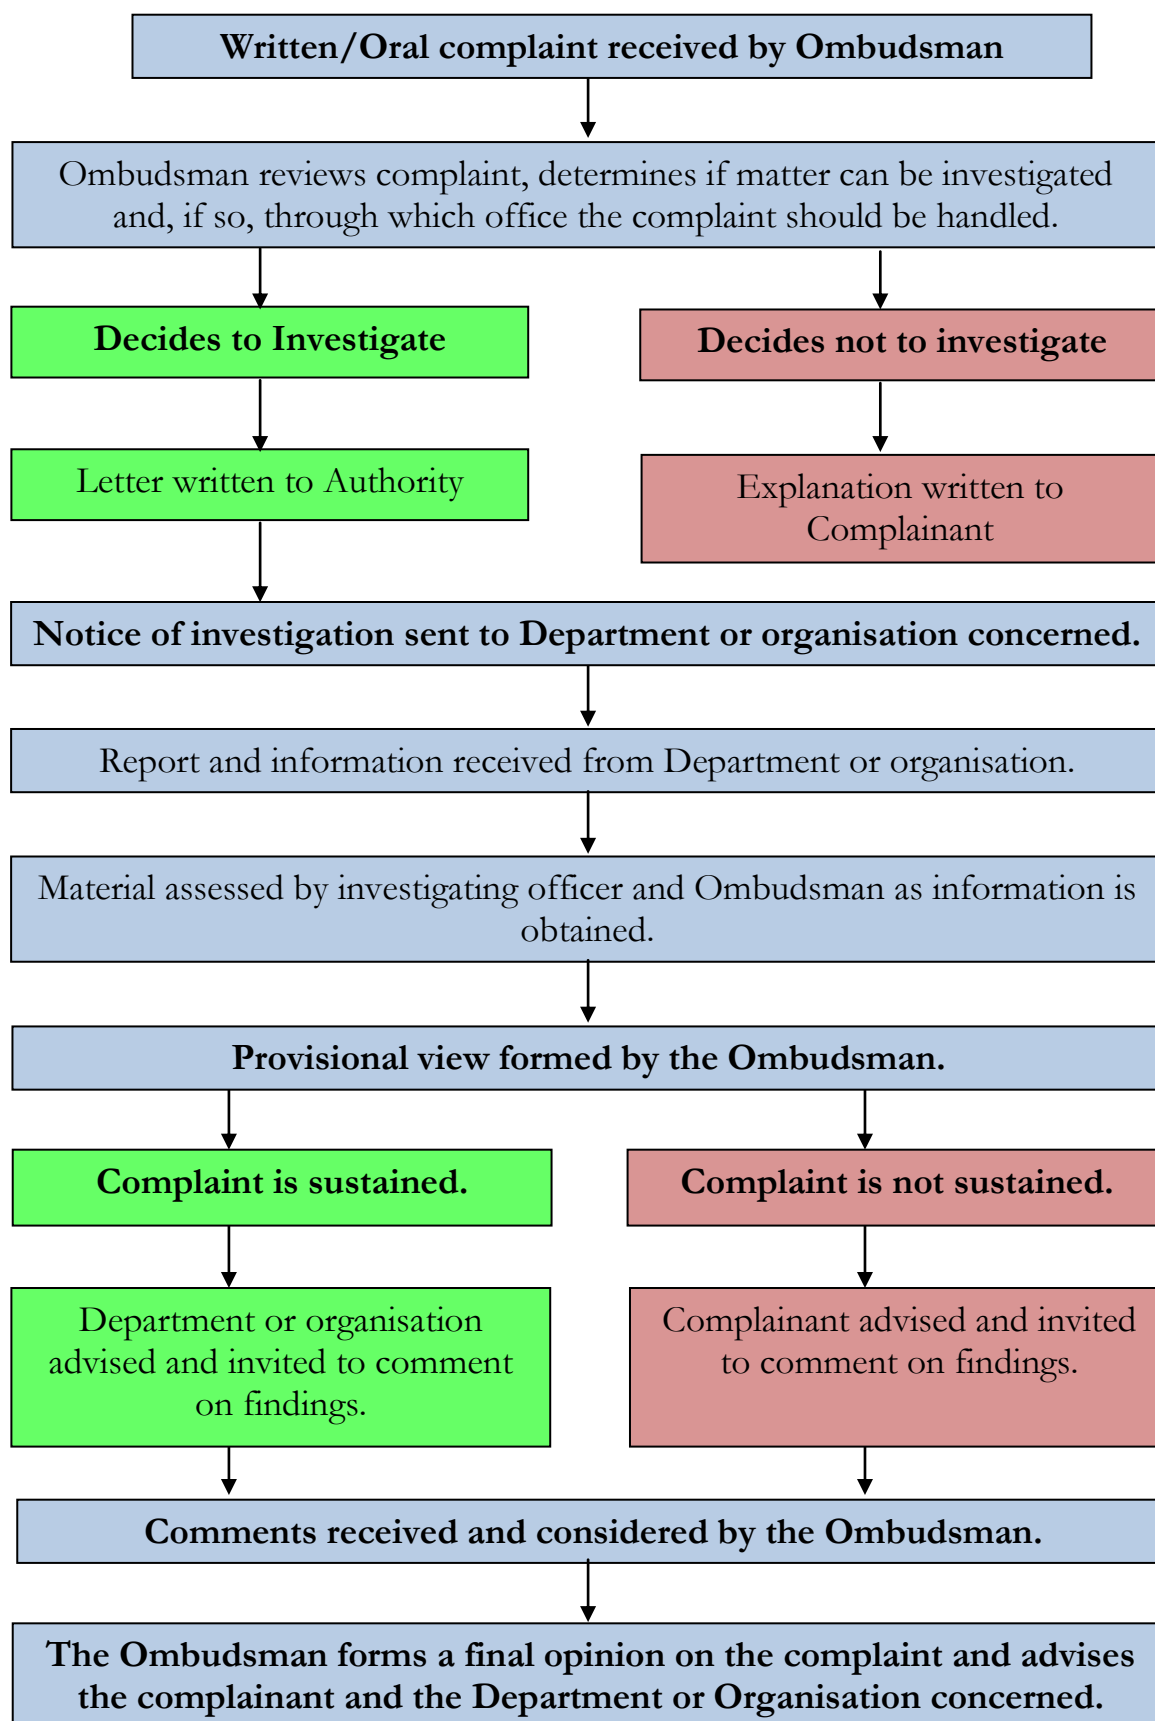 Written/Oral complaint received by Ombudsman
Ombudsman reviews complaint, determines if matter can be investigated
and, if so, through which office the complaint should be handled.
Decides to Investigate
Decides not to investigate
Letter written to Authority
Explanation written to
Complainant
Notice of investigation sent to Department or organisation concerned.
Report and information received from Department or organisation.
Material assessed by investigating officer and Ombudsman as information is
obtained.
Provisional view formed by the Ombudsman.
Complaint is sustained.
Complaint is not sustained.
Department or organisation
advised and invited to comment
on findings.
Complainant advised and invited
to comment on findings.
Comments received and considered by the Ombudsman.
The Ombudsman forms a final opinion on the complaint and advises
the complainant and the Department or Organisation concerned.